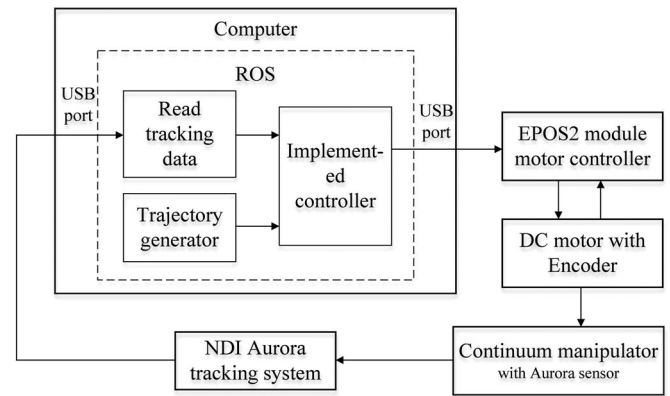 Computer
ROS
USB
port
Read
tracking
data
Implement-
ed
controller
Trajectory
generator
USB
port
EPOS2 module
motor controller
DC motor with
Encoder
Continuum manipulator
with Aurora sensor
NDI Aurora
tracking system